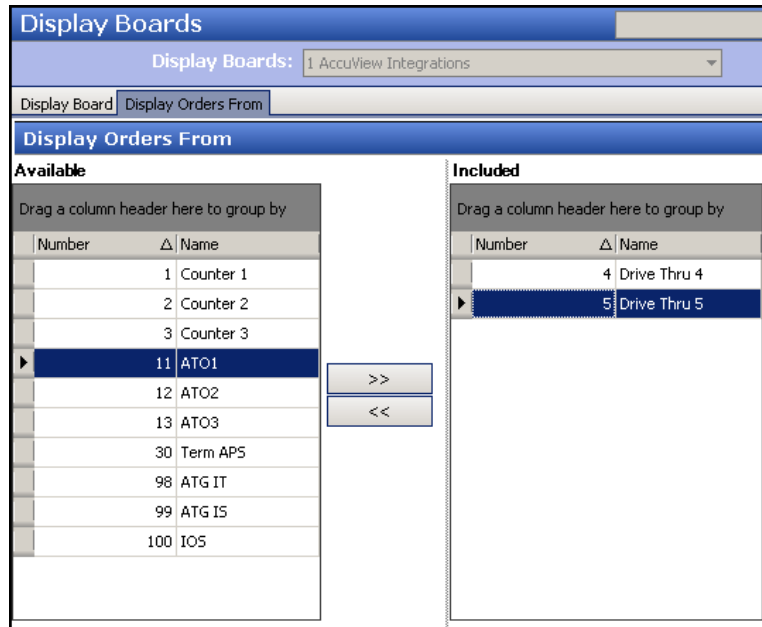 Display Boards
Display Boards: 1 AccuView Integrations
Display Board Display Orders From
Display Orders From
Available
Drag a column header here to group by
Number Name
1 Counter 1
2 Counter 2
3 Counter 3
11 ATO1
12 ATO2
13 ATO3
30 Term APS
98 ATG IT
99 ATG IS
100 IOS
>>
<<
Included
Drag a column header here to group by
Number Name
4 Drive Thru 4
5 Drive Thru 5